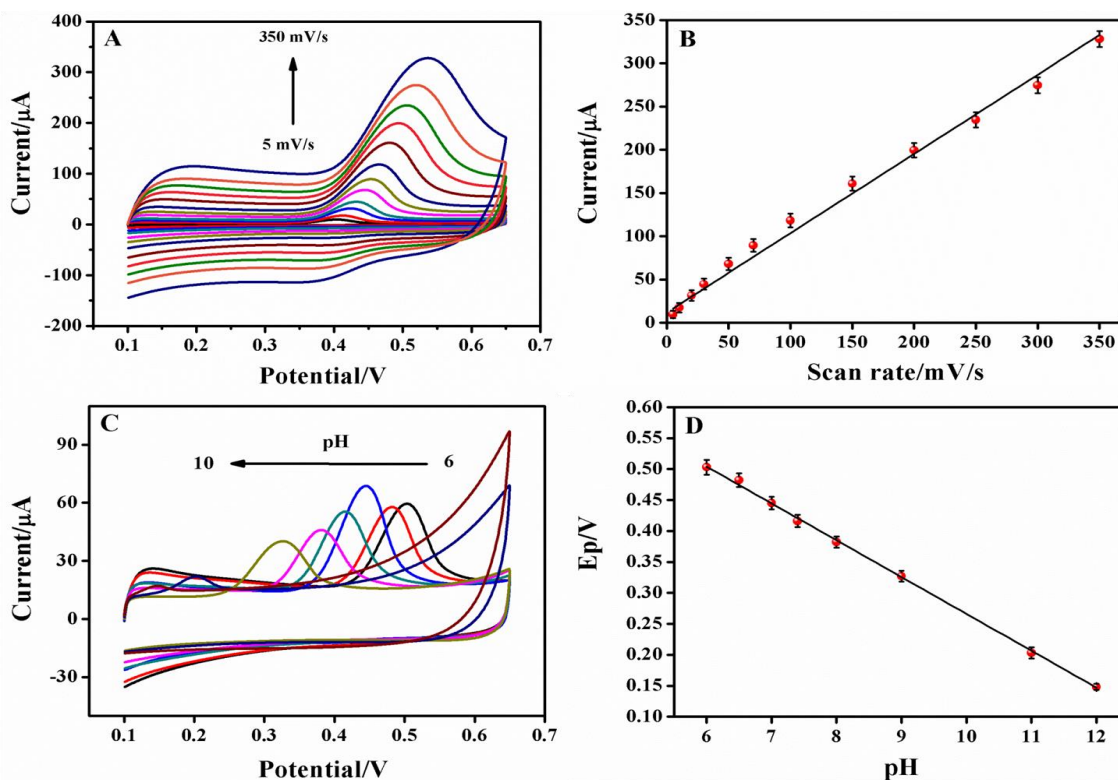 A
350 mV/s
5 mV/s
400
300
200
100
0
-100
-200
0.1 0.2 0.3 0.4 0.5 0.6 0.7
Current/μA
Potential/V
B
350
300
250
200
150
100
50
0
50 100 150 200 250 300 350
Current/μA
Scan rate/mV/s
C
pH
10 6
90
60
30
0
-30
0.1 0.2 0.3 0.4 0.5 0.6 0.7
Current/μA
Potential/V
D
0.60
0.55
0.50
0.45
0.40
0.35
0.30
0.25
0.20
0.15
0.10
6 7 8 9 10 11 12
Ep/V
pH